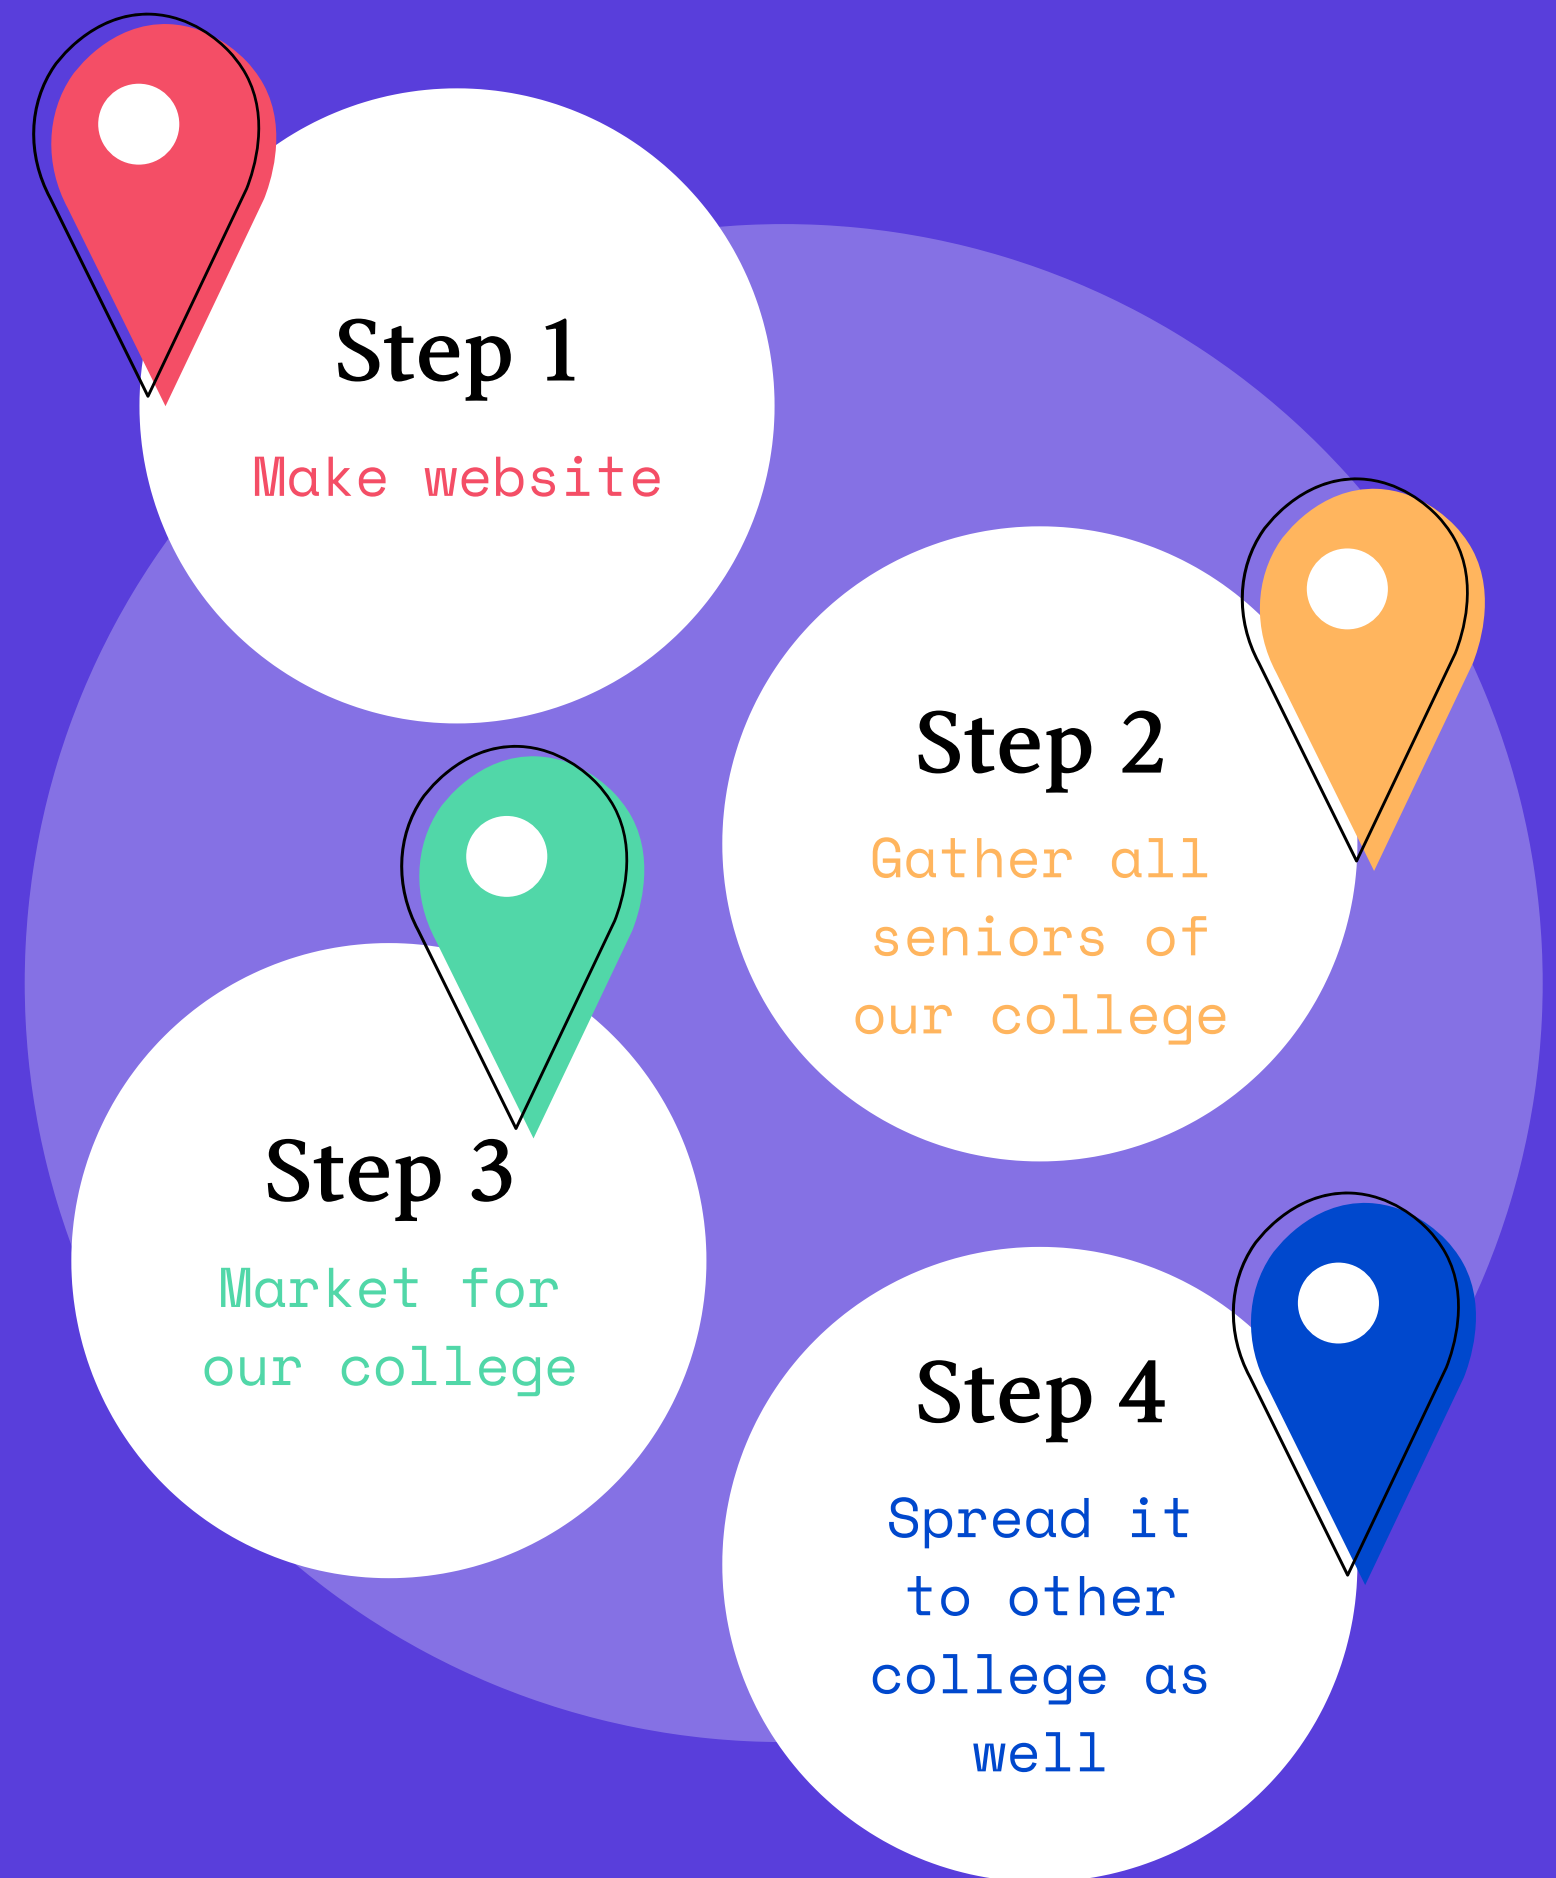 Step 1
Make website
Step 2
Gather all
seniors of
our college
Step 3
Market for
our college
Step 4
Spread it
to other
college as
well